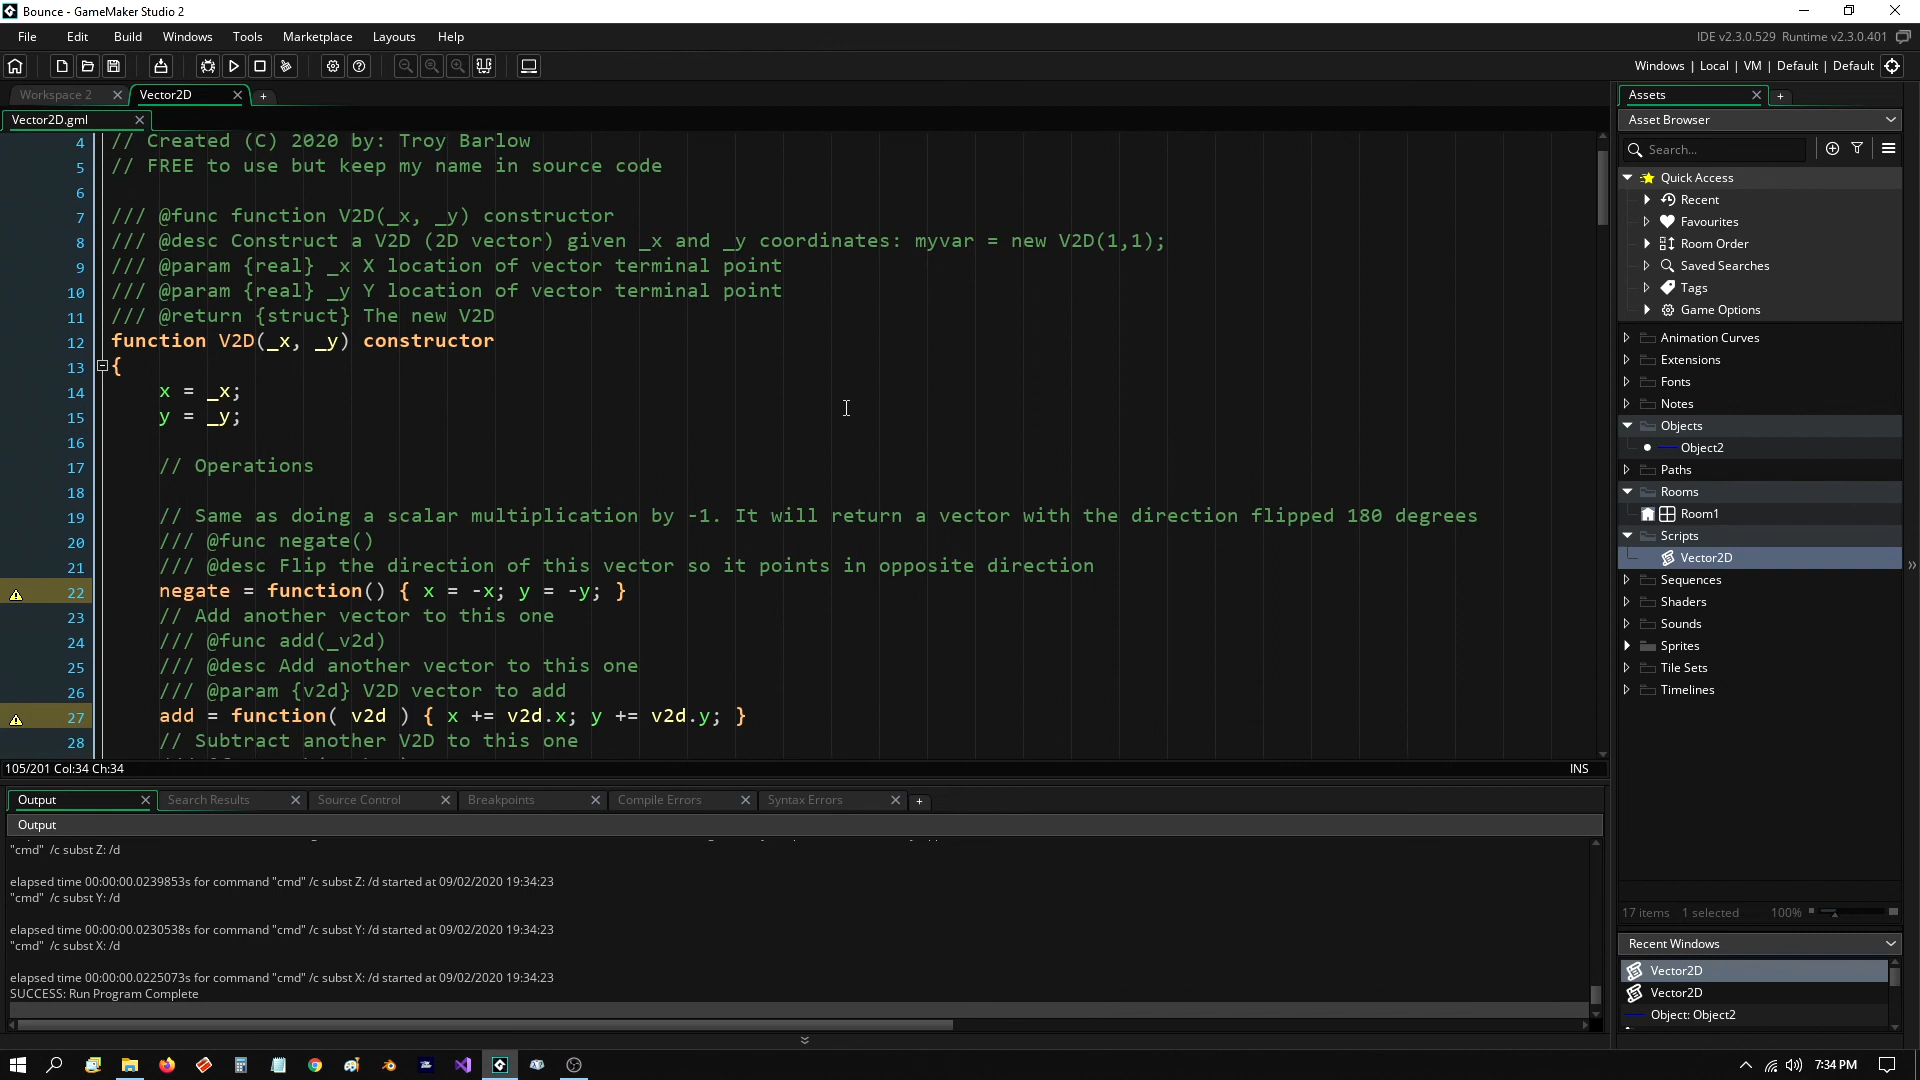 Bounce - GameMaker Studio 2
File Edit Build Windows Tools Marketplace Layouts Help
IDE v2.3.0.529 Runtime v2.3.0.401
Windows | Local | VM | Default | Default
Workspace 2
Vector2D
Vector2D.gml
4 // Created (C) 2020 by: Troy Barlow
5 // FREE to use but keep my name in source code
6
7 /// @func function V2D(_x, _y) constructor
8 /// @desc Construct a V2D (2D vector) given _x and _y coordinates: myvar = new V2D(1,1);
9 /// @param {real} _x X location of vector terminal point
10 /// @param {real} _y Y location of vector terminal point
11 /// @return {struct} The new V2D
12 function V2D(_x, _y) constructor
13 {
14 x = _x;
15 y = _y;
16
17 // Operations
18
19 // Same as doing a scalar multiplication by -1. It will return a vector with the direction flipped 180 degrees
20 /// @func negate()
21 /// @desc Flip the direction of this vector so it points in opposite direction
22 negate = function() { x = -x; y = -y; }
23 // Add another vector to this one
24 /// @func add(_v2d)
25 /// @desc Add another vector to this one
26 /// @param {v2d} V2D vector to add
27 add = function( v2d ) { x += v2d.x; y += v2d.y; }
28 // Subtract another V2D to this one
105/201 Col:34 Ch:34
INS
Output
Search Results
Source Control
Breakpoints
Compile Errors
Syntax Errors
Output
"cmd" /c subst Z: /d
elapsed time 00:00:00.0239853s for command "cmd" /c subst Z: /d started at 09/02/2020 19:34:23
"cmd" /c subst Y: /d
elapsed time 00:00:00.0230538s for command "cmd" /c subst Y: /d started at 09/02/2020 19:34:23
"cmd" /c subst X: /d
elapsed time 00:00:00.0225073s for command "cmd" /c subst X: /d started at 09/02/2020 19:34:23
SUCCESS: Run Program Complete
Assets
Asset Browser
Search...
Quick Access
Recent
Favourites
Room Order
Saved Searches
Tags
Game Options
Animation Curves
Extensions
Fonts
Notes
Objects
Object2
Paths
Rooms
Room1
Scripts
Vector2D
Sequences
Shaders
Sounds
Sprites
Tile Sets
Timelines
17 items 1 selected 100%
Recent Windows
Vector2D
Vector2D
Object: Object2
7:34 PM